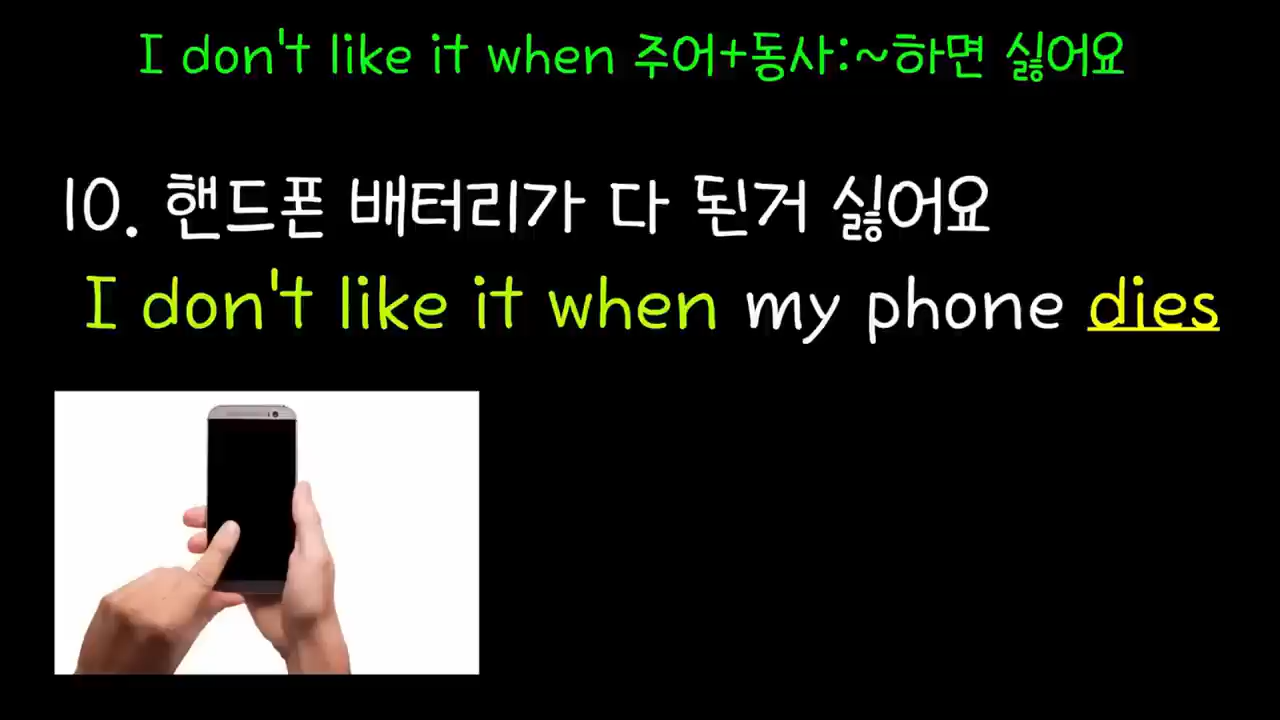 I don't like it when 주어+동사:~하면 싫어요
10. 핸드폰 배터리가 다 된거 싫어요
I don't like it when my phone dies